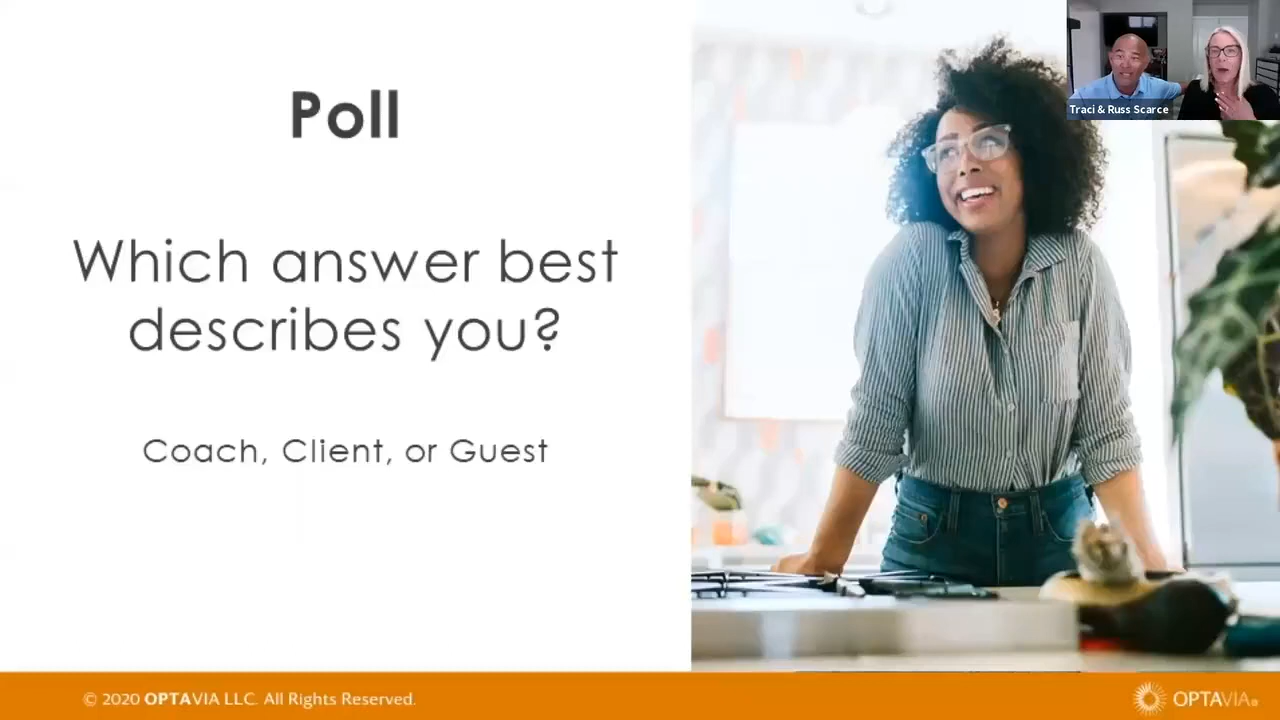 Poll
Which answer best
describes you?
Coach, Client, or Guest
Traci & Russ Scarce
© 2020 OPTAVIA LLC. All Rights Reserved.
OPTAVIA®